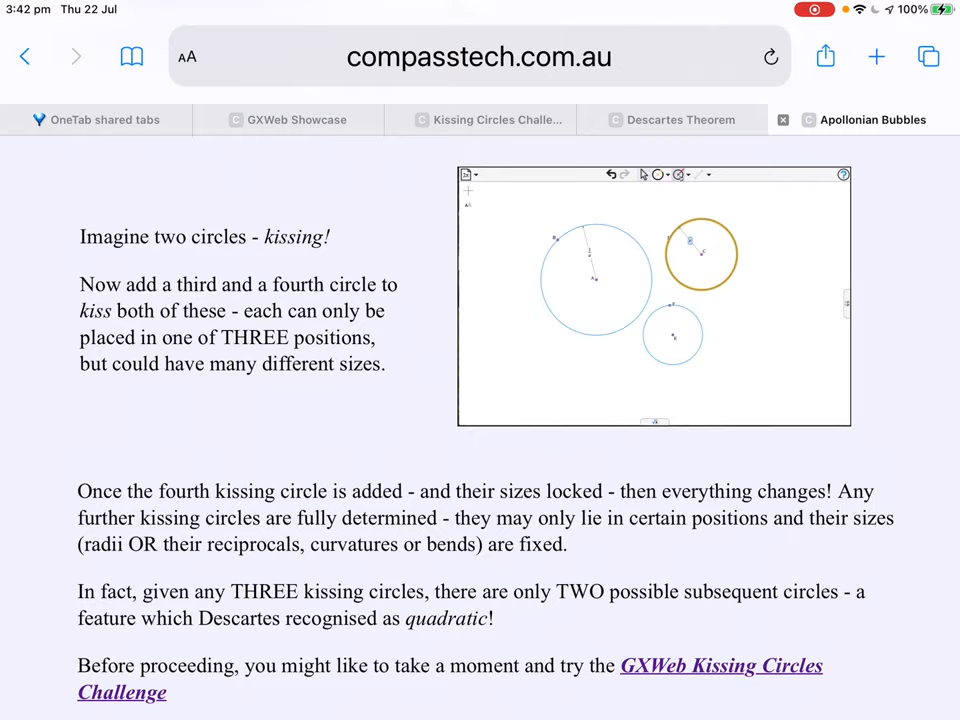 3:42 pm Thu 22 Jul
100%
AA compasstech.com.au
OneTab shared tabs
GXWeb Showcase
Kissing Circles Challe...
Descartes Theorem
Apollonian Bubbles
Imagine two circles - kissing!
Now add a third and a fourth circle to
kiss both of these - each can only be
placed in one of THREE positions,
but could have many different sizes.
Once the fourth kissing circle is added - and their sizes locked - then everything changes! Any
further kissing circles are fully determined - they may only lie in certain positions and their sizes
(radii OR their reciprocals, curvatures or bends) are fixed.
In fact, given any THREE kissing circles, there are only TWO possible subsequent circles - a
feature which Descartes recognised as quadratic!
Before proceeding, you might like to take a moment and try the GXWeb Kissing Circles
Challenge